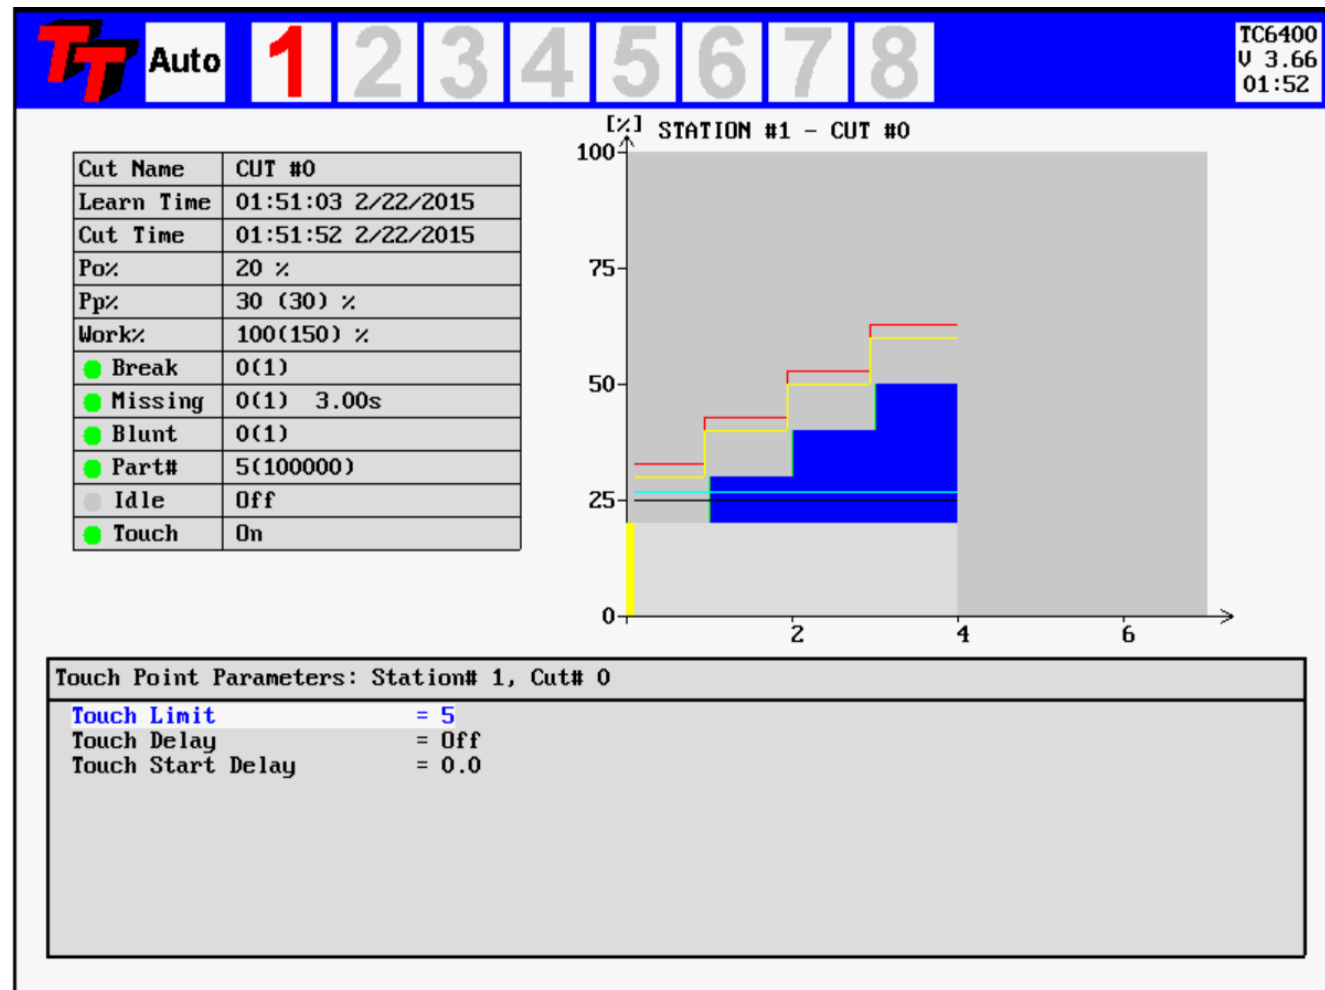 TT Auto 1 2 3 4 5 6 7 8
TC6400
V 3.66
01:52
Cut Name CUT #0
Learn Time 01:51:03 2/22/2015
Cut Time 01:51:52 2/22/2015
Po% 20 %
Pp% 30 (30) %
Work% 100(150) %
Break 0(1)
Missing 0(1) 3.00s
Blunt 0(1)
Part# 5(100000)
Idle Off
Touch On
[%] STATION #1 - CUT #0
100
75
50
25
0
2 4 6
Touch Point Parameters: Station# 1, Cut# 0
Touch Limit = 5
Touch Delay = Off
Touch Start Delay = 0.0